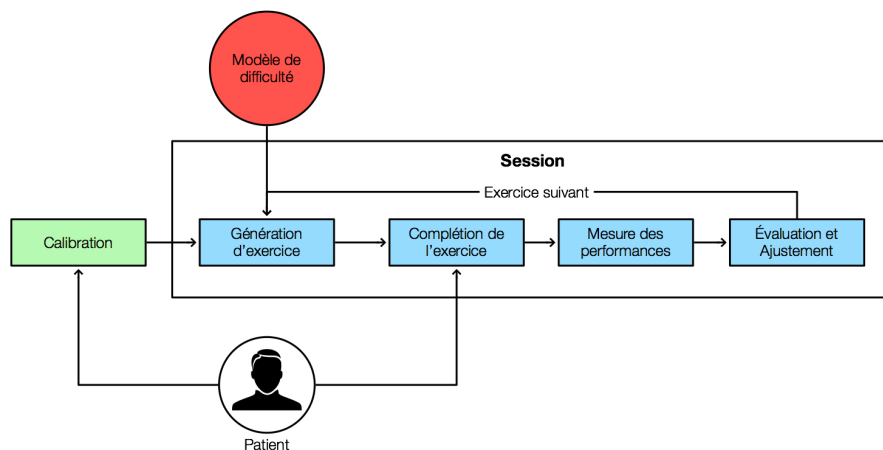 Modèle de
difficulté
Session
Exercice suivant
Calibration
Génération
d'exercice
Complétion de
l'exercice
Mesure des
performances
Évaluation et
Ajustement
Patient